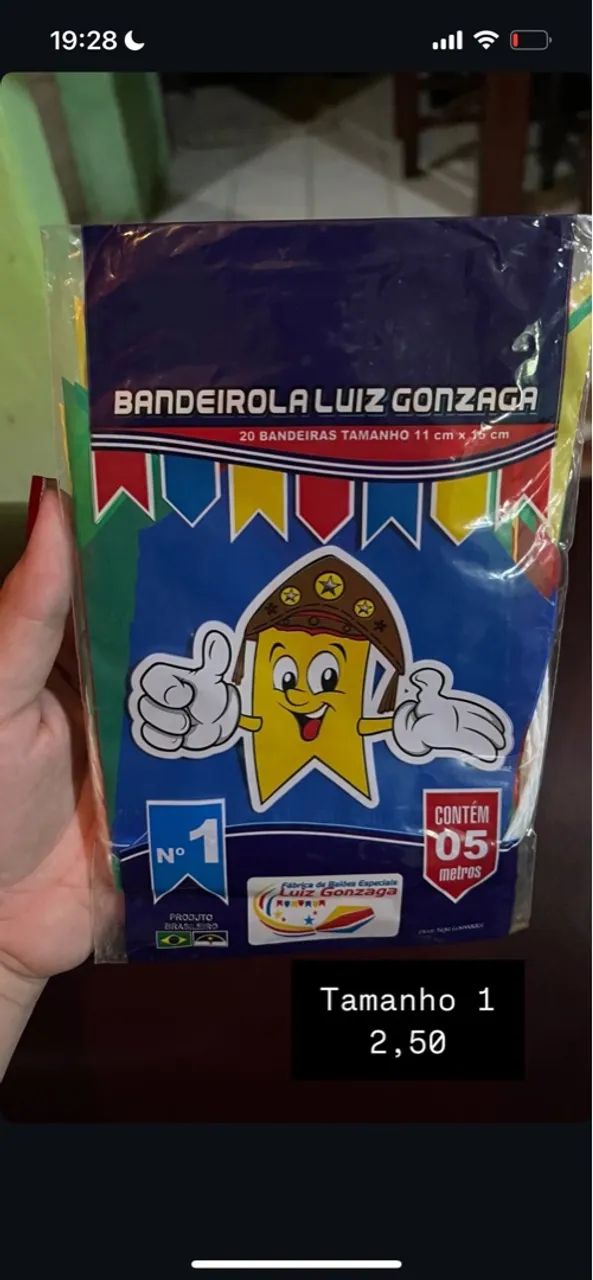 19:28
BANDEIROLA LUIZ GONZAGA
20 BANDEIRAS TAMANHO 11 cm x 15 cm
Nº 1
CONTÉM
05
metros
Fábrica de Balões Especiais
Luiz Gonzaga
PRODUTO
BRASILEIRO
Tamanho 1
2,50